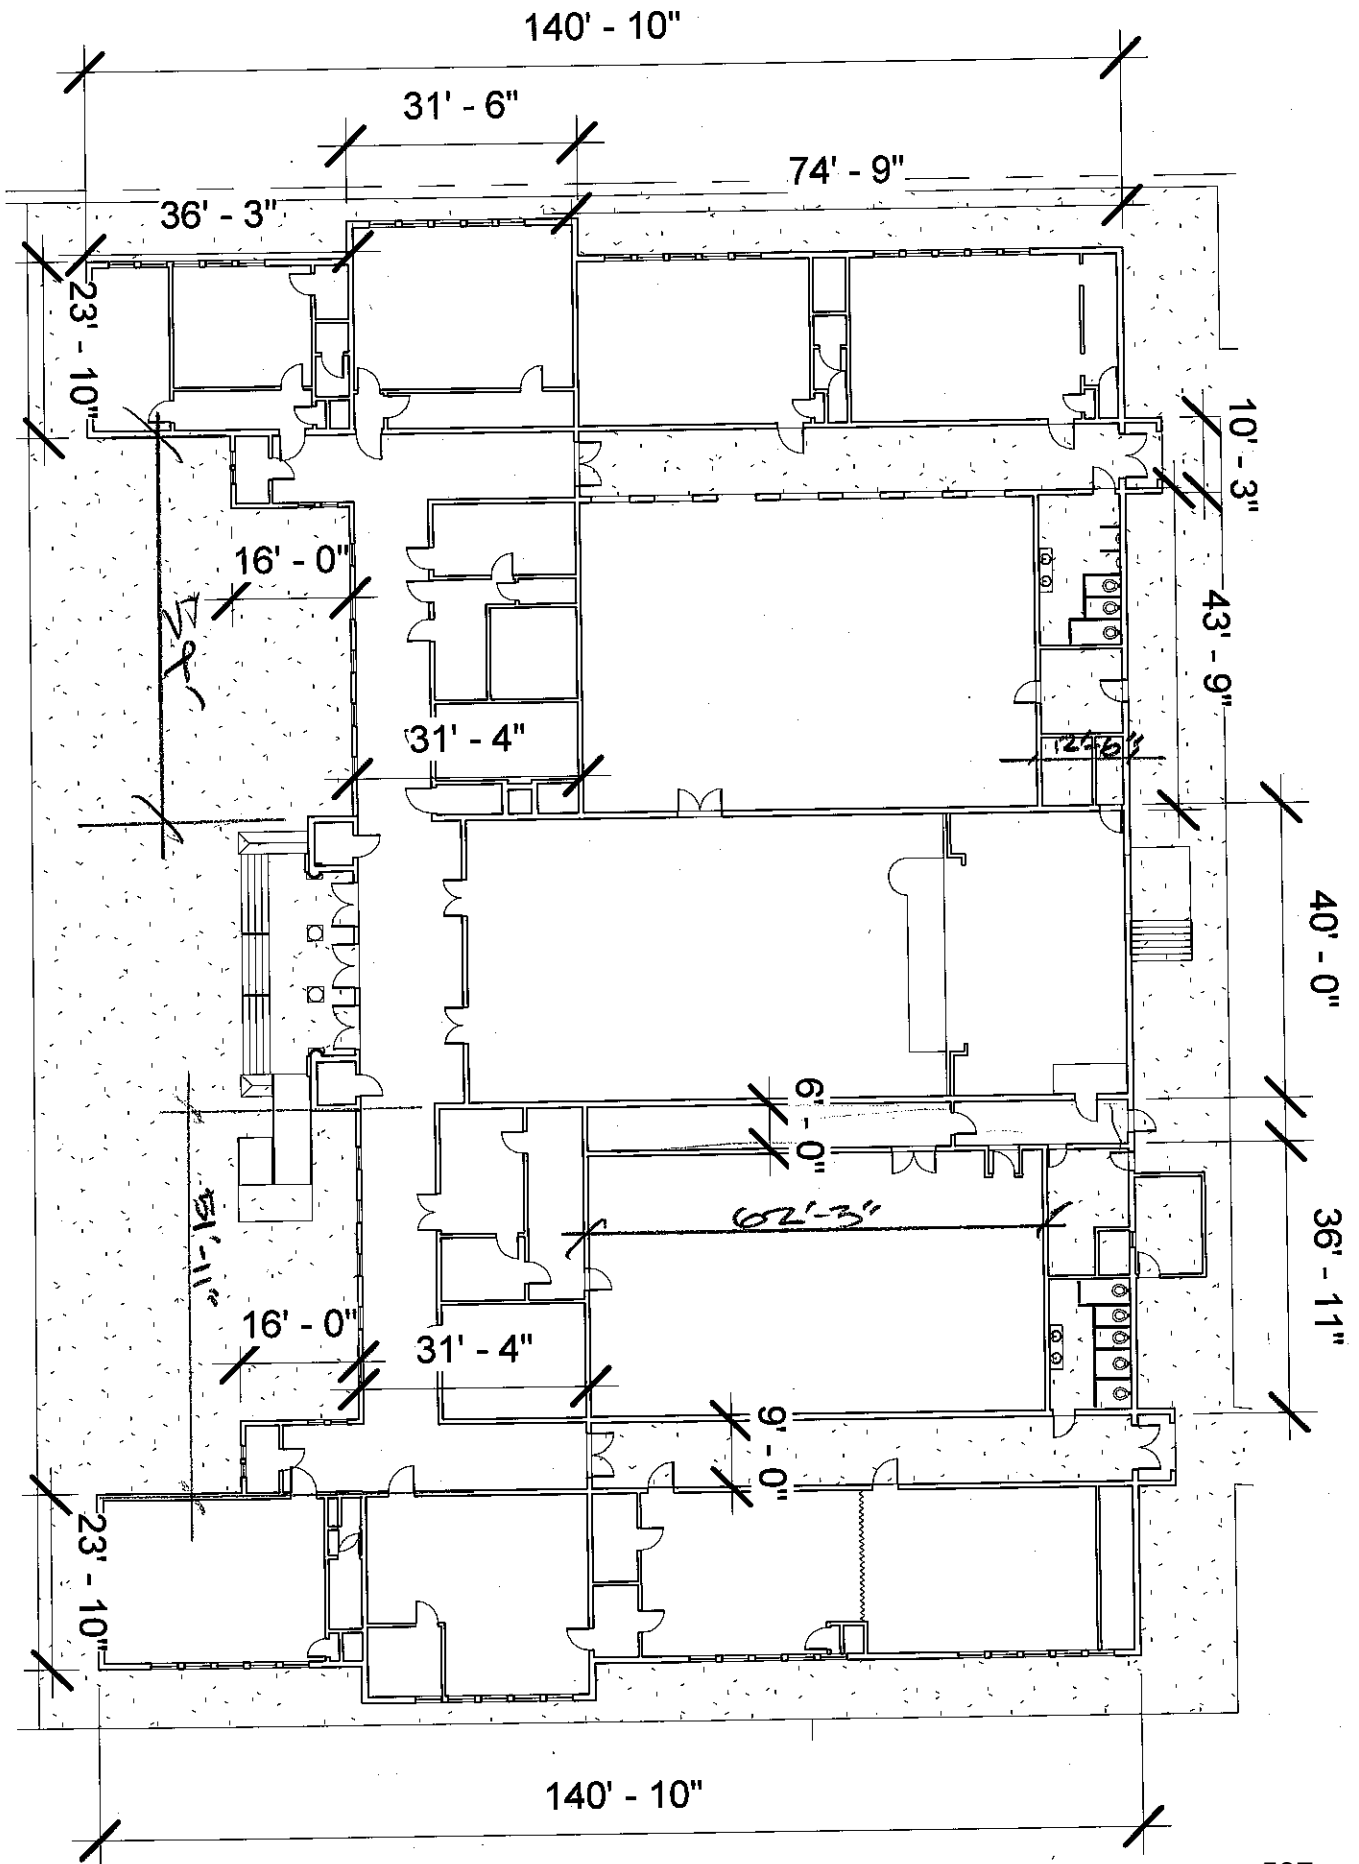 140' - 10"
31' - 6"
74' - 9"
36' - 3"
23' - 10"
10' - 3"
16' - 0"
43' - 9"
31' - 4"
12'-6"
40' - 0"
6' - 0"
62'-3"
51'-11"
36' - 11"
16' - 0"
31' - 4"
9' - 0"
23' - 10"
140' - 10"